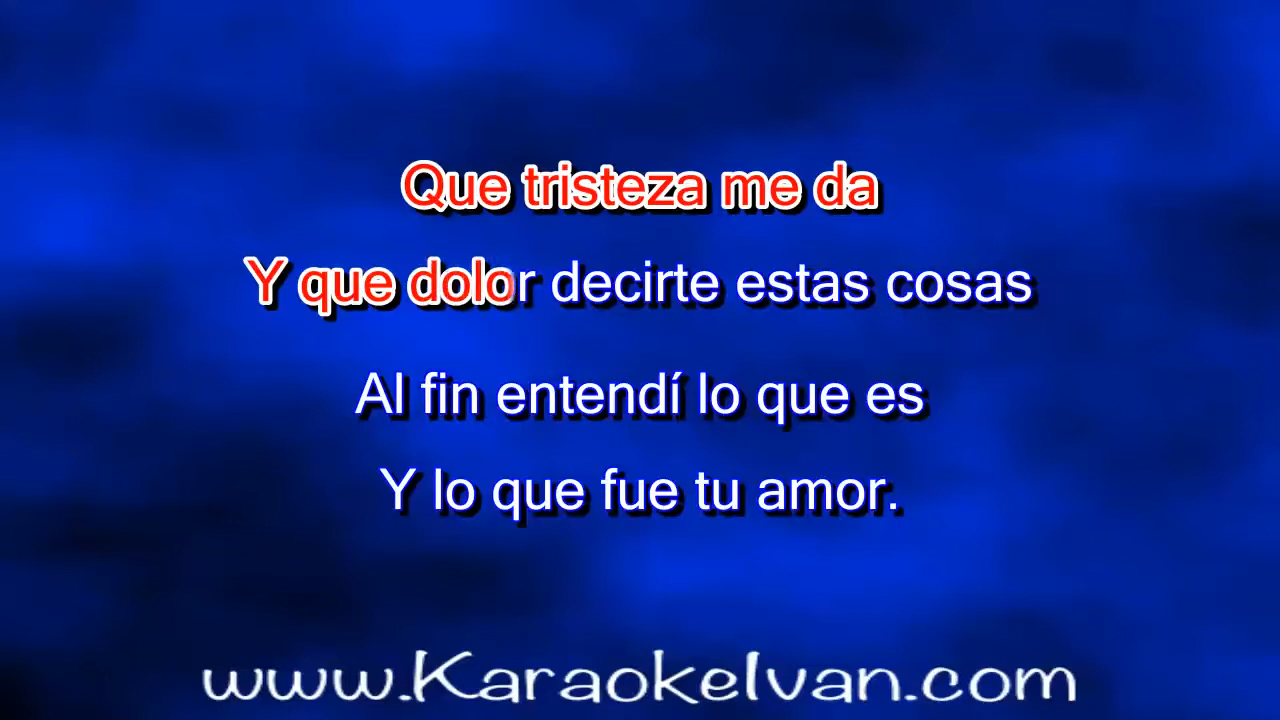 Que tristeza me da
Y que dolor decirte estas cosas
Al fin entendí lo que es
Y lo que fue tu amor.
www.KaraokeIvan.com